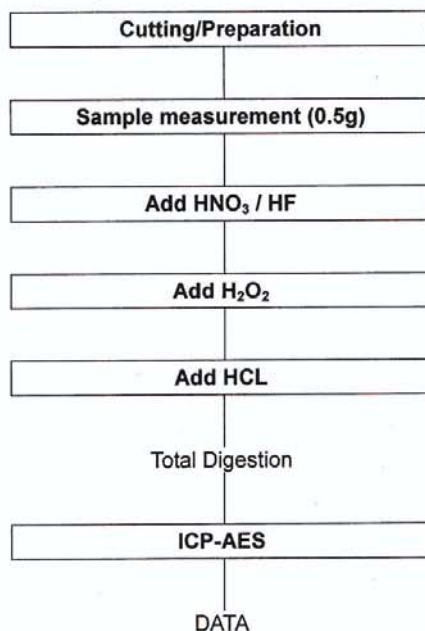 Cutting/Preparation
Sample measurement (0.5g)
Add HNO₃ / HF
Add H₂O₂
Add HCL
Total Digestion
ICP-AES
DATA